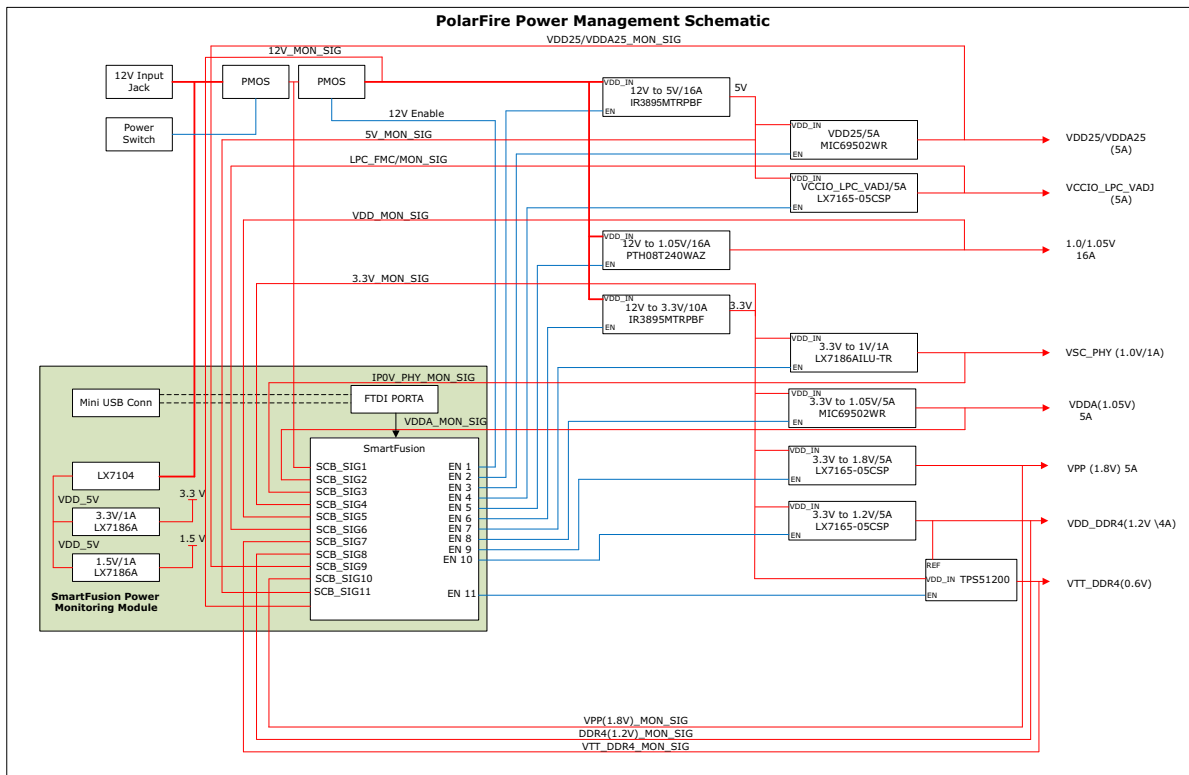 PolarFire Power Management Schematic
VDD25/VDDA25_MON_SIG
12V_MON_SIG
12V Input
Jack
PMOS
PMOS
Power
Switch
12V Enable
5V_MON_SIG
LPC_FMC/MON_SIG
VDD_MON_SIG
3.3V_MON_SIG
VDD_IN
12V to 5V/16A
IR3895MTRPBF
EN
5V
VDD_IN
VDD25/5A
MIC69502WR
EN
VDD25/VDDA25
(5A)
VDD_IN
VCCIO_LPC_VADJ/5A
LX7165-05CSP
EN
VCCIO_LPC_VADJ
(5A)
VDD_IN
12V to 1.05V/16A
PTH08T240WAZ
EN
1.0/1.05V
16A
VDD_IN
12V to 3.3V/10A
IR3895MTRPBF
EN
3.3V
VDD_IN
3.3V to 1V/1A
LX7186AILU-TR
EN
VSC_PHY (1.0V/1A)
VDD_IN
3.3V to 1.05V/5A
MIC69502WR
EN
VDDA(1.05V)
5A
VDD_IN
3.3V to 1.8V/5A
LX7165-05CSP
EN
VPP (1.8V) 5A
VDD_IN
3.3V to 1.2V/5A
LX7165-05CSP
EN
VDD_DDR4(1.2V \4A)
REF
VDD_IN
TPS51200
EN
VTT_DDR4(0.6V)
IP0V_PHY_MON_SIG
Mini USB Conn
FTDI PORTA
VDDA_MON_SIG
SmartFusion
SCB_SIG1
SCB_SIG2
SCB_SIG3
SCB_SIG4
SCB_SIG5
SCB_SIG6
SCB_SIG7
SCB_SIG8
SCB_SIG9
SCB_SIG10
SCB_SIG11
EN 1
EN 2
EN 3
EN 4
EN 5
EN 6
EN 7
EN 8
EN 9
EN 10
EN 11
LX7104
VDD_5V
3.3 V
3.3V/1A
LX7186A
VDD_5V
1.5 V
1.5V/1A
LX7186A
SmartFusion Power
Monitoring Module
VPP(1.8V)_MON_SIG
DDR4(1.2V)_MON_SIG
VTT_DDR4_MON_SIG